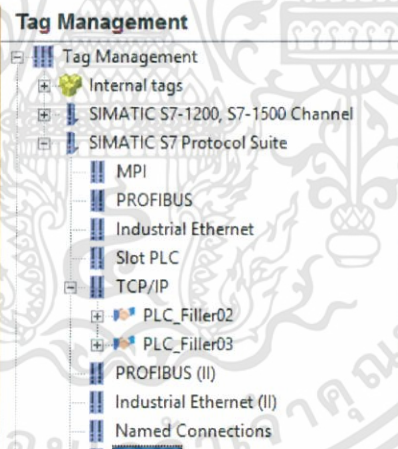 Tag Management
Tag Management
Internal tags
SIMATIC S7-1200, S7-1500 Channel
SIMATIC S7 Protocol Suite
MPI
PROFIBUS
Industrial Ethernet
Slot PLC
TCP/IP
PLC_Filler02
PLC_Filler03
PROFIBUS (II)
Industrial Ethernet (II)
Named Connections